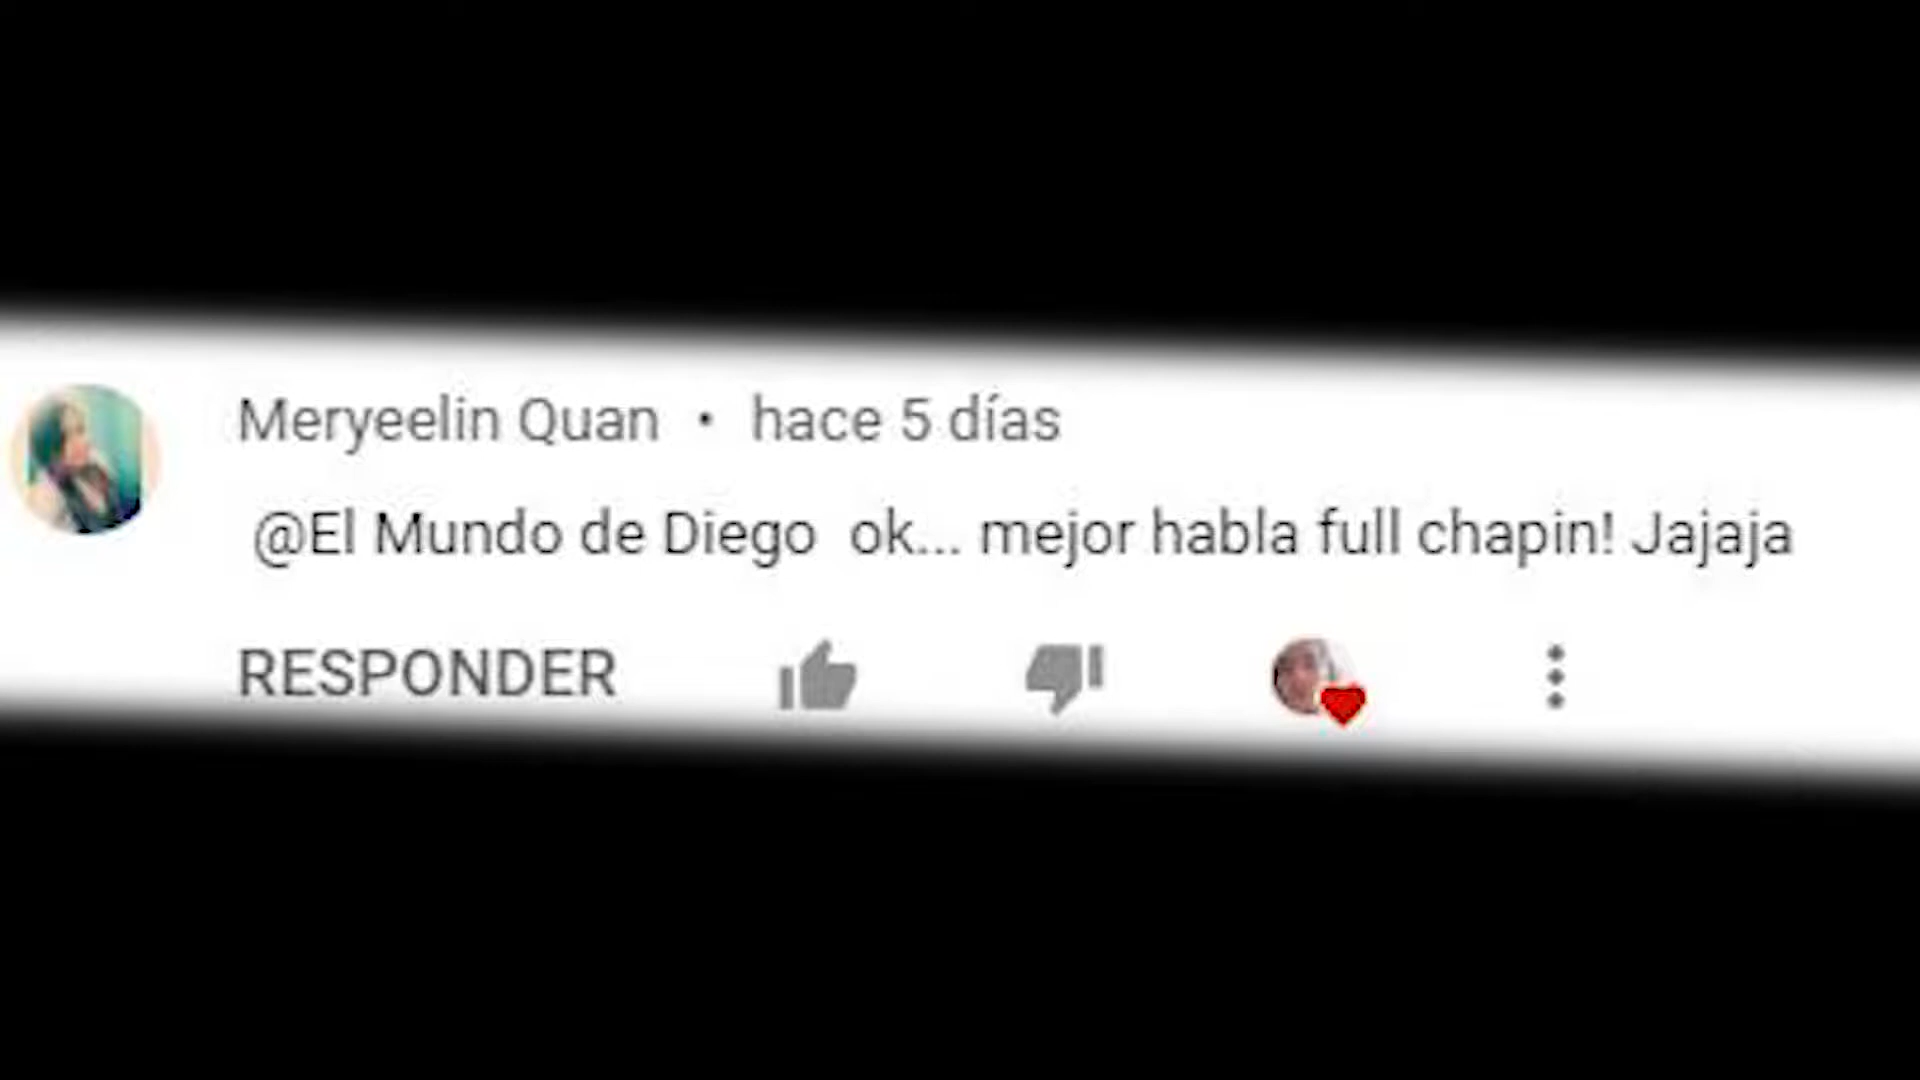 Meryeelin Quan • hace 5 días
@El Mundo de Diego ok... mejor habla full chapin! Jajaja
RESPONDER